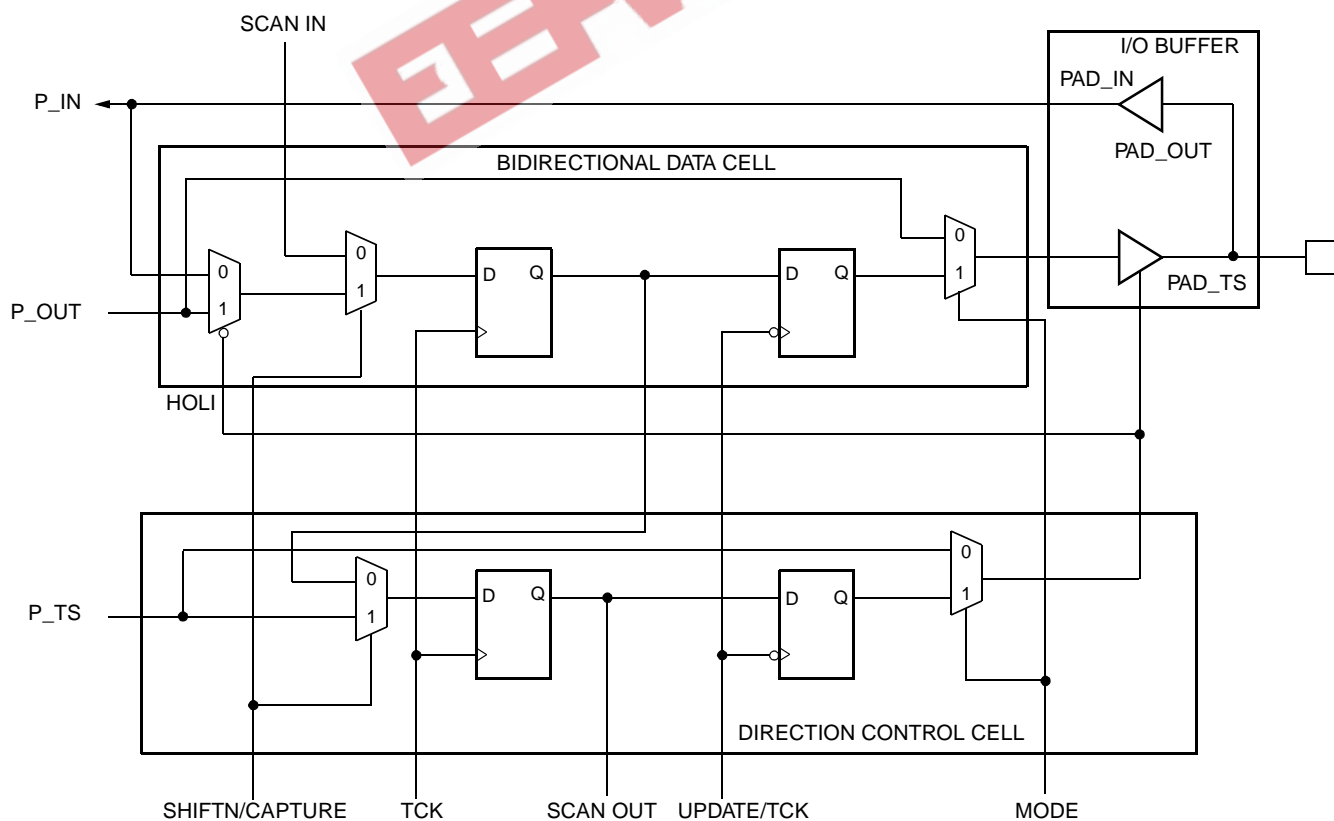 SCAN IN
I/O BUFFER
PAD_IN
P_IN
PAD_OUT
BIDIRECTIONAL DATA CELL
0
0
0
D Q
D Q
1
1
1
PAD_TS
P_OUT
HOLI
0
0
D Q
D Q
1
1
P_TS
DIRECTION CONTROL CELL
SHIFTN/CAPTURE
TCK
SCAN OUT
UPDATE/TCK
MODE